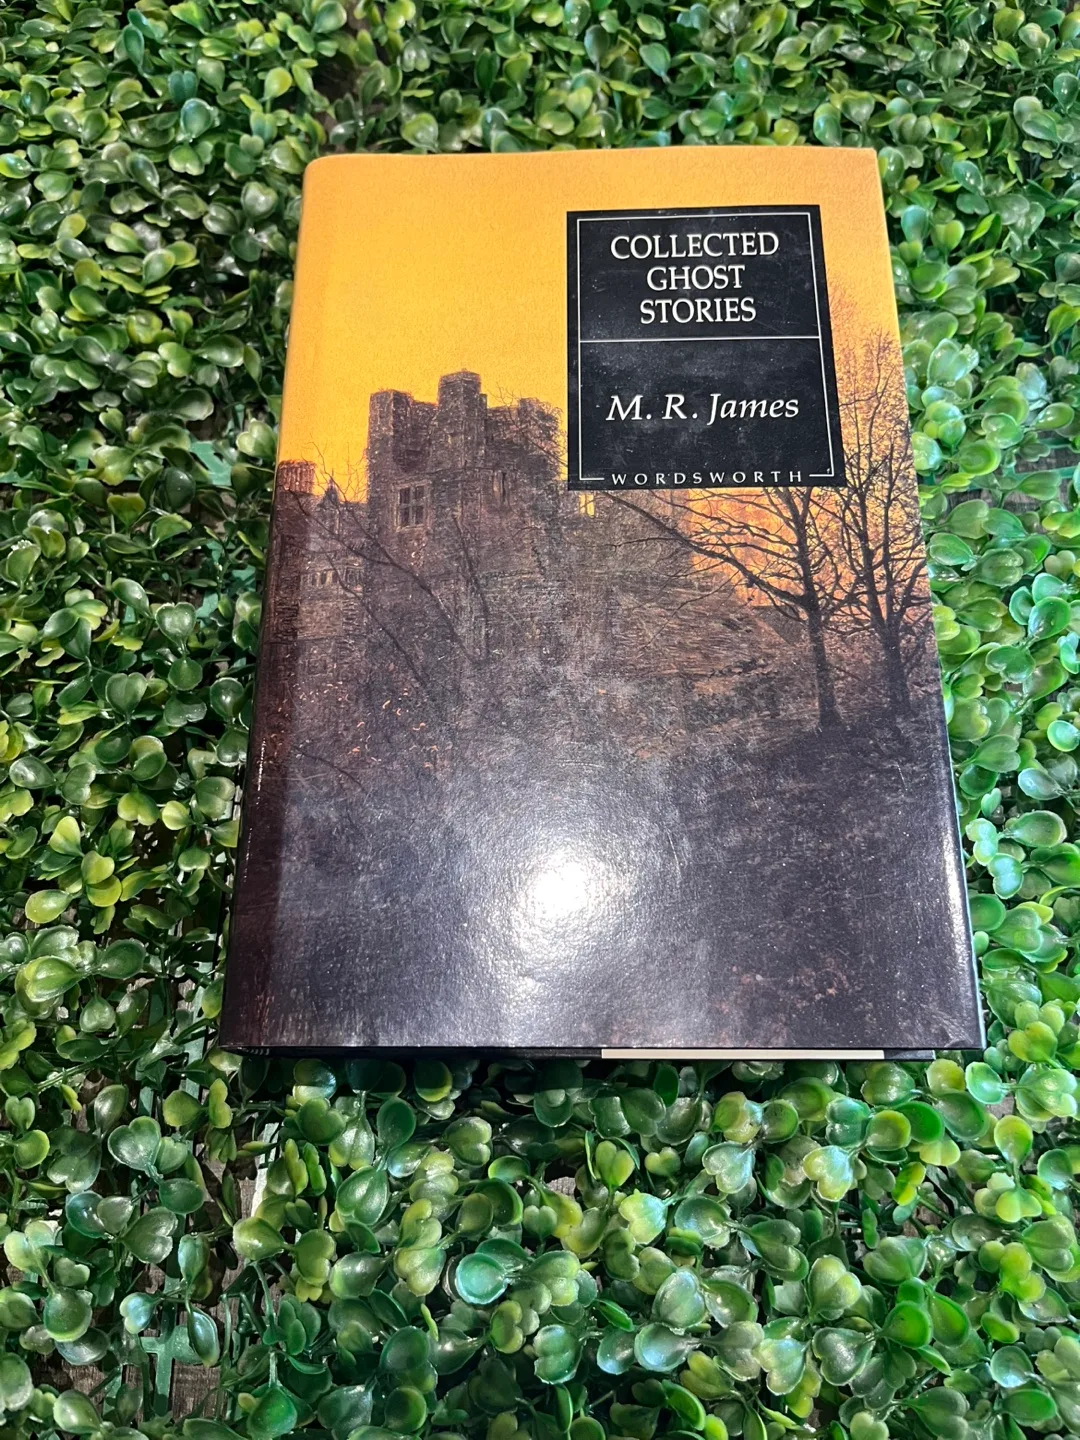 COLLECTED
GHOST
STORIES
M. R. James
WORDSWORTH